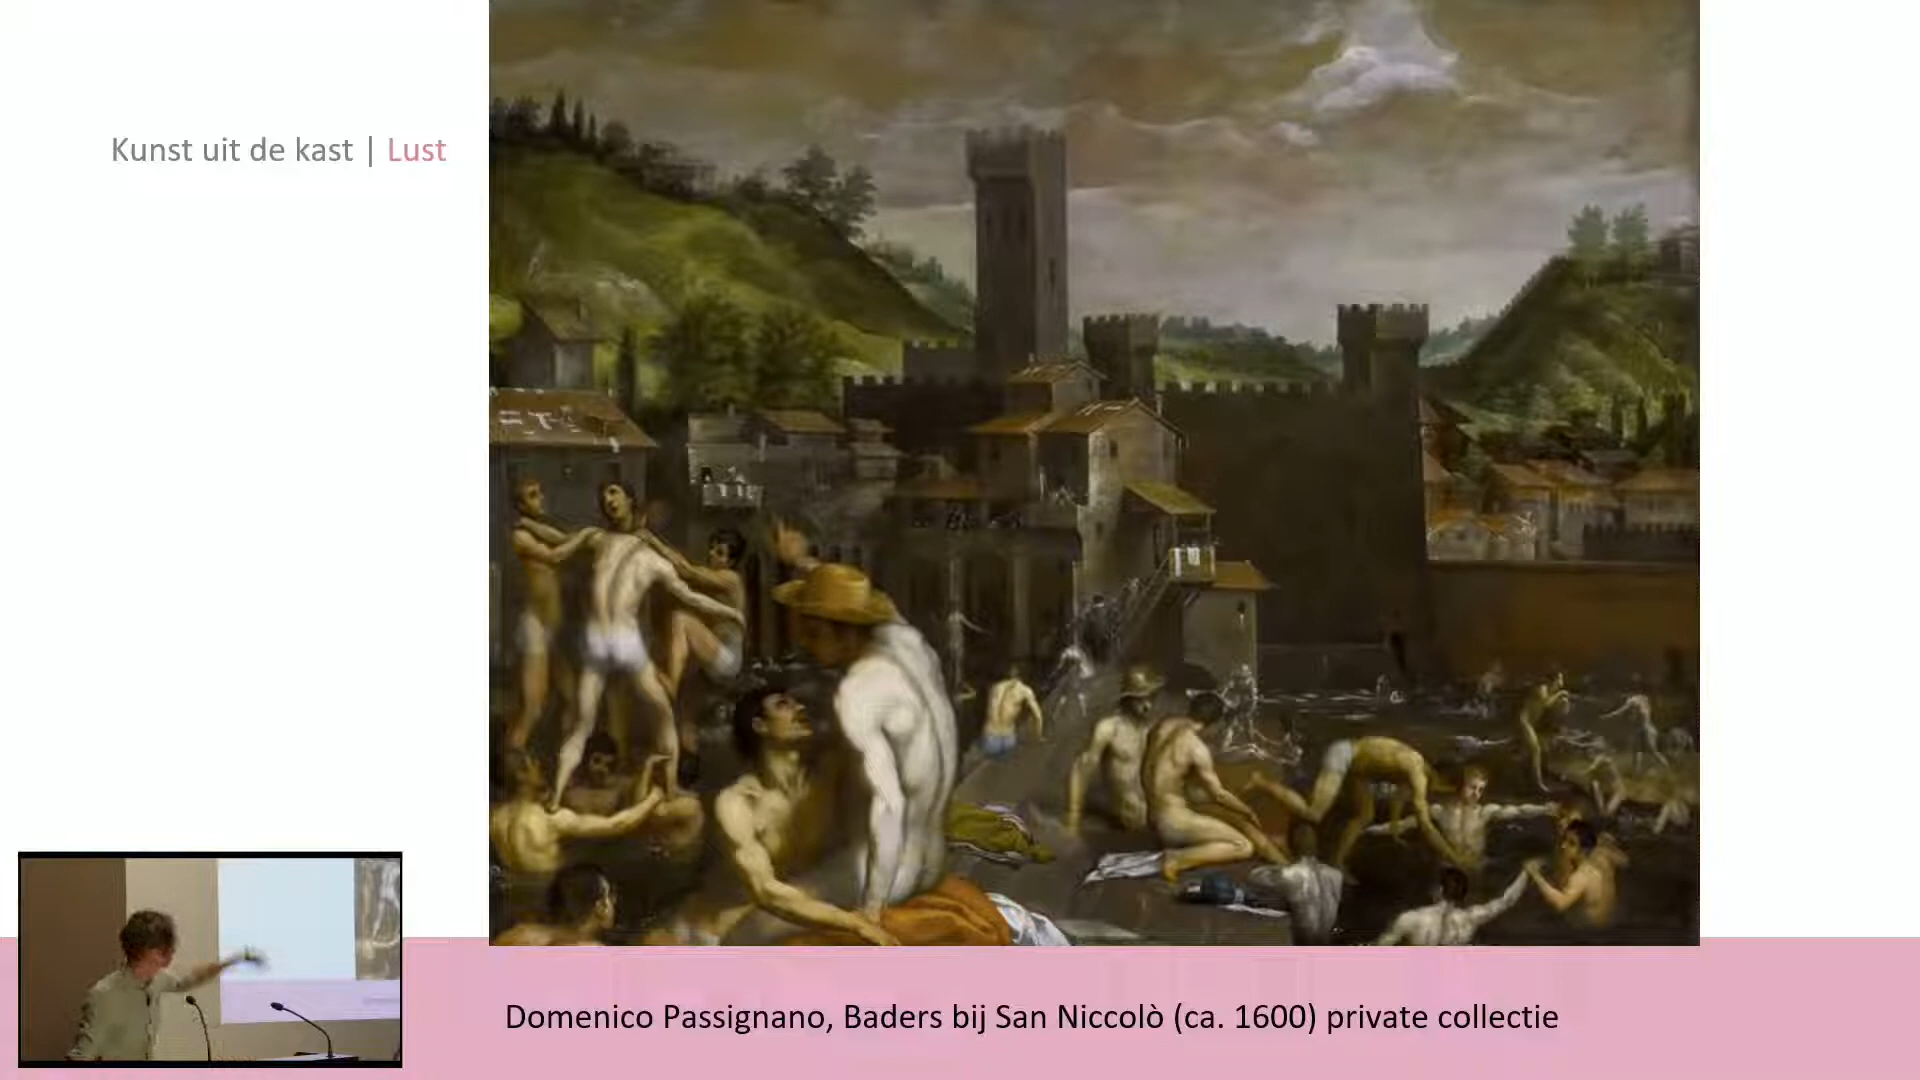 Kunst uit de kast | Lust
Domenico Passignano, Baders bij San Niccolò (ca. 1600) private collectie